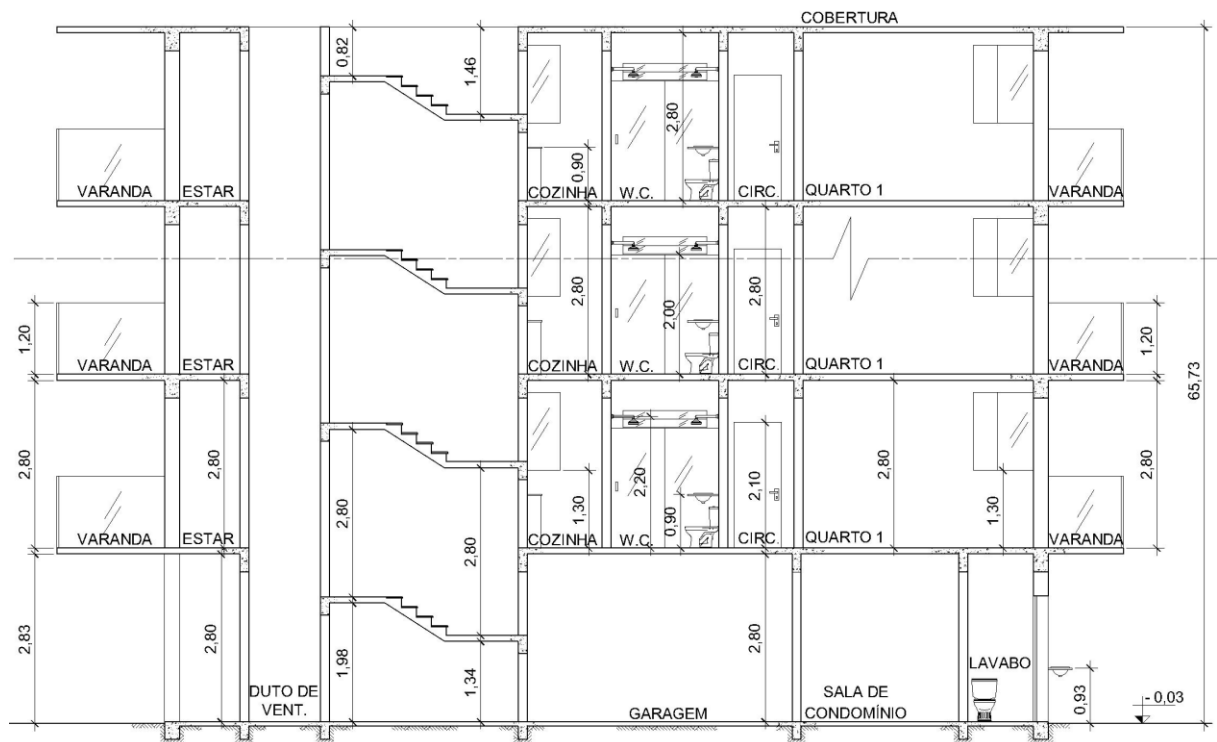 COBERTURA
0,82
1,46
2,80
0,90
VARANDA ESTAR COZINHA W.C. CIRC. QUARTO 1 VARANDA
1,20
2,80
2,00
2,80
1,20
65,73
VARANDA ESTAR COZINHA W.C. CIRC. QUARTO 1 VARANDA
2,80
2,80
2,80
2,80
1,30
2,20
0,90
2,10
2,80
1,30
2,80
VARANDA ESTAR COZINHA W.C. CIRC. QUARTO 1 VARANDA
2,83
2,80
1,98
1,34
2,80
LAVABO
0,93
- 0,03
DUTO DE
VENT.
GARAGEM
SALA DE
CONDOMÍNIO